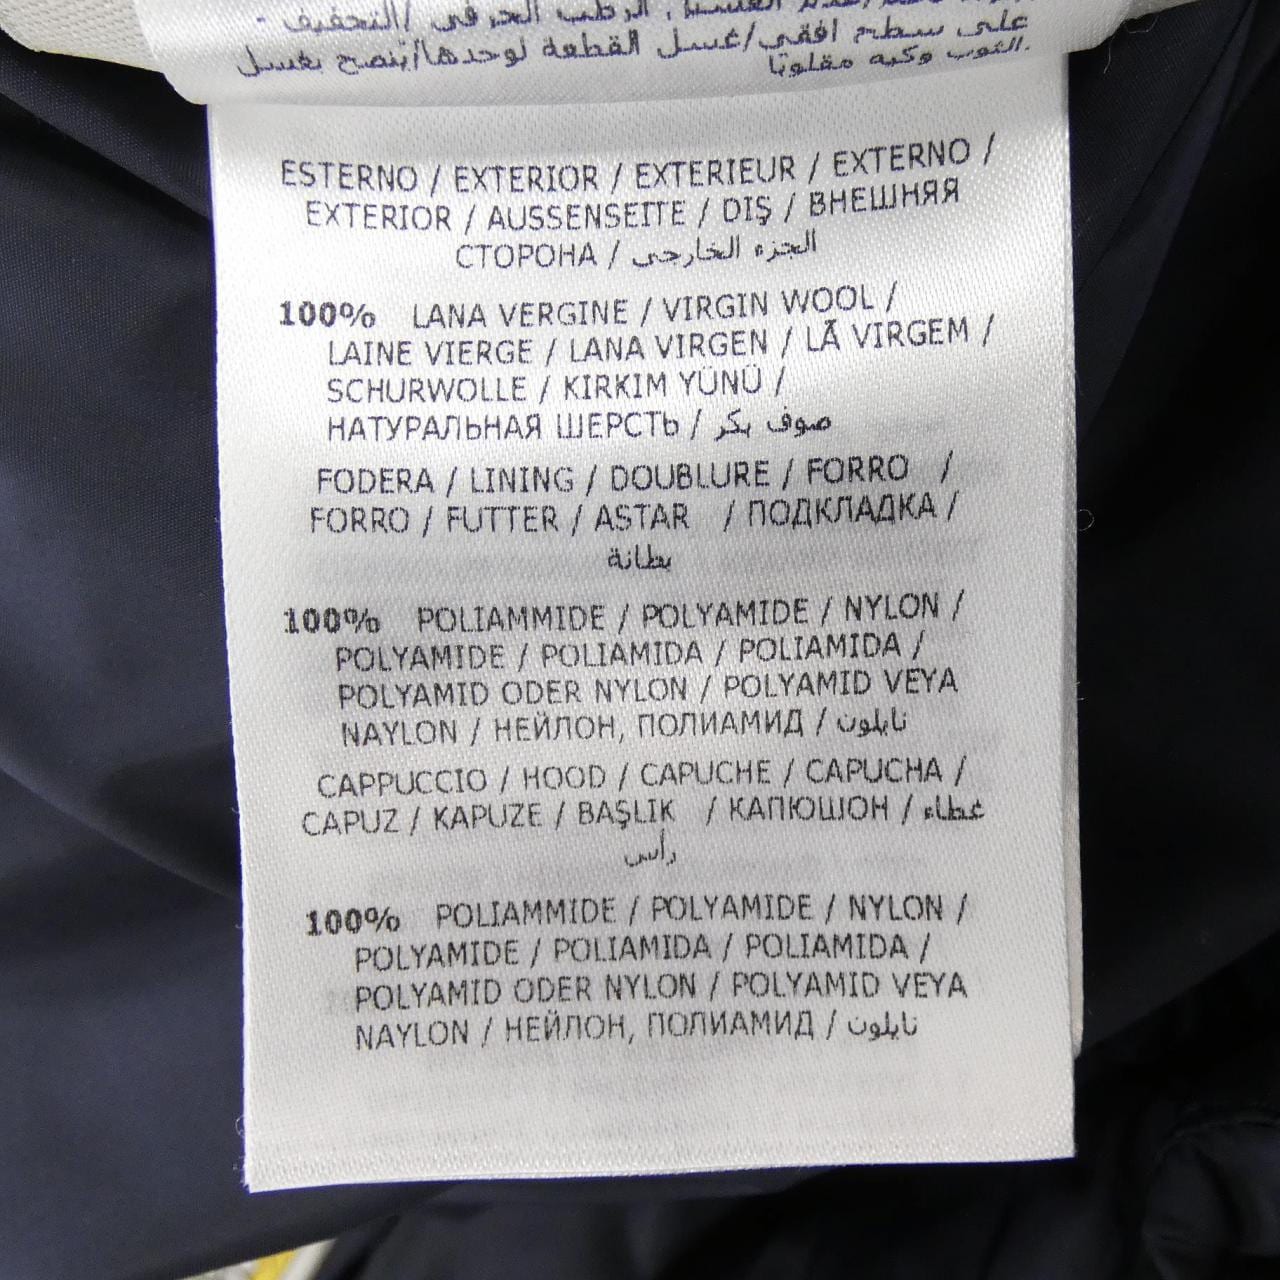 على سطح افقي/غسل القطعة لوحدها/يُنصح بغسل
الثوب وكيه مقلوبًا.
ESTERNO / EXTERIOR / EXTERIEUR / EXTERNO /
EXTERIOR / AUSSENSEITE / DIŞ / ВНЕШНЯЯ
СТОРОНА / الجزء الخارجي
100% LANA VERGINE / VIRGIN WOOL /
LAINE VIERGE / LANA VIRGEN / LÃ VIRGEM /
SCHURWOLLE / KIRKIM YÜNÜ /
НАТУРАЛЬНАЯ ШЕРСТЬ / صوف بكر
FODERA / LINING / DOUBLURE / FORRO /
FORRO / FUTTER / ASTAR / ПОДКЛАДКА /
بطانة
100% POLIAMMIDE / POLYAMIDE / NYLON /
POLYAMIDE / POLIAMIDA / POLIAMIDA /
POLYAMID ODER NYLON / POLYAMID VEYA
NAYLON / НЕЙЛОН, ПОЛИАМИД / نايلون
CAPPUCCIO / HOOD / CAPUCHE / CAPUCHA /
CAPUZ / KAPUZE / BAŞLIK / КАПЮШОН / غطاء
رأس
100% POLIAMMIDE / POLYAMIDE / NYLON /
POLYAMIDE / POLIAMIDA / POLIAMIDA /
POLYAMID ODER NYLON / POLYAMID VEYA
NAYLON / НЕЙЛОН, ПОЛИАМИД / نايلون